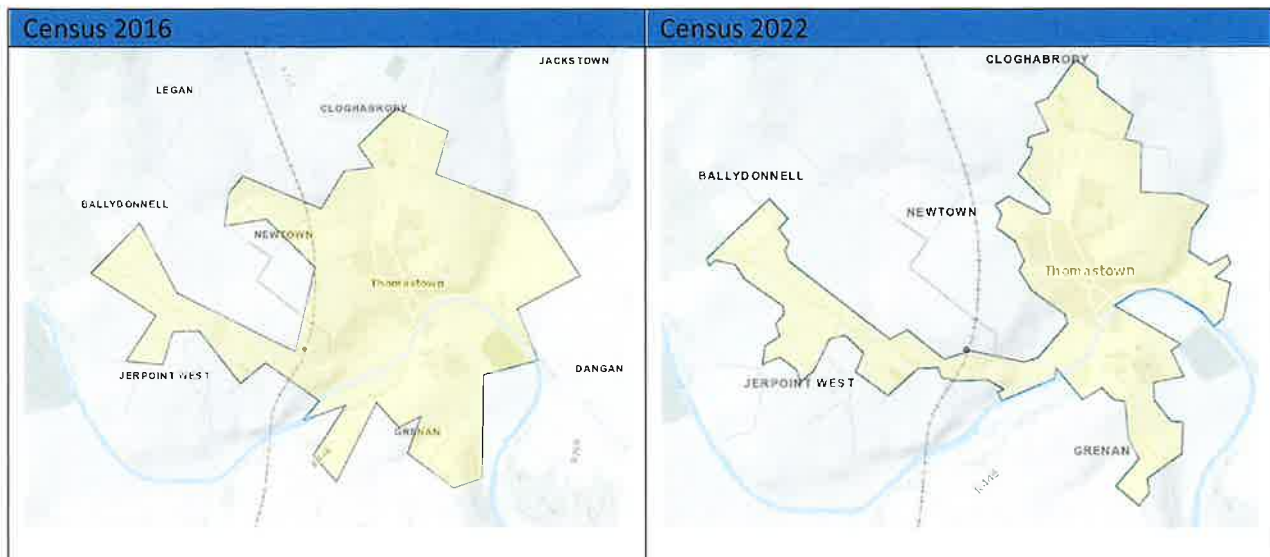 Census 2016
JACKSTOWN
LEGAN
CLOGHABRODY
BALLYDONNELL
NEWTOWN
Thomastown
JERPOINT WEST
DANGAN
GRENAN
Census 2022
CLOGHABRODY
BALLYDONNELL
NEWTOWN
Thomastown
JERPOINT WEST
GRENAN
R448